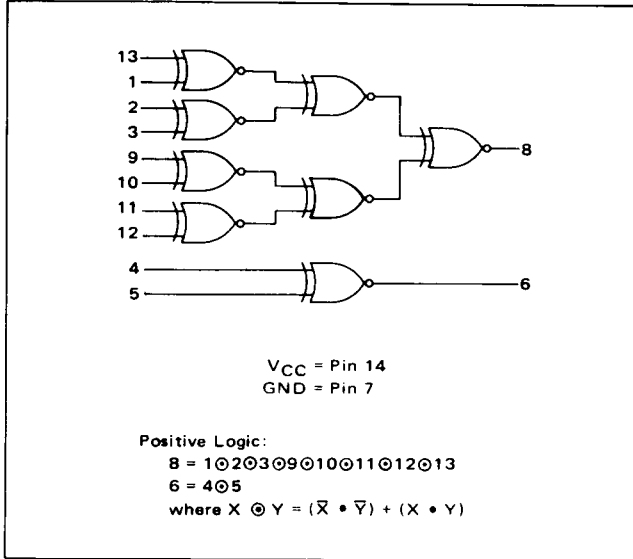 13
1
2
3
9
10
11
12
8
4
5
6
VCC = Pin 14
GND = Pin 7
Positive Logic:
8 = 1⊙2⊙3⊙9⊙10⊙11⊙12⊙13
6 = 4⊙5
where X ⊙ Y = (X̅ • Y̅) + (X • Y)